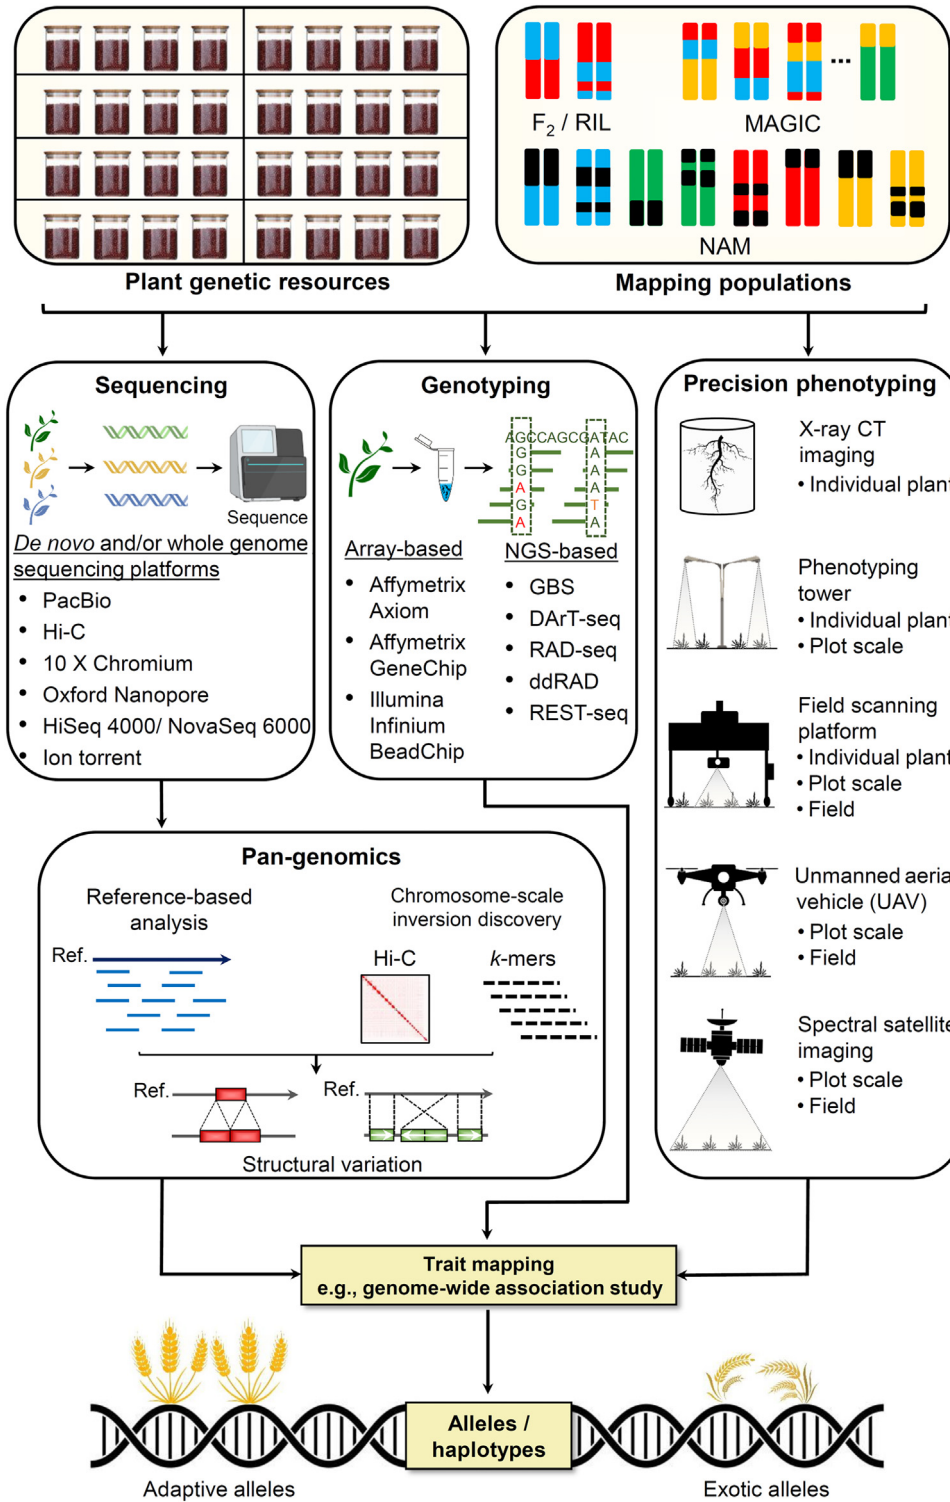 F2 / RIL
MAGIC
...
NAM
Plant genetic resources
Mapping populations
Sequencing
Sequence
De novo and/or whole genome
sequencing platforms
• PacBio
• Hi-C
• 10 X Chromium
• Oxford Nanopore
• HiSeq 4000/ NovaSeq 6000
• Ion torrent
Genotyping
AGCCAGCGATAC
G A
G A
A A
G T
A A
Array-based
• Affymetrix
Axiom
• Affymetrix
GeneChip
• Illumina
Infinium
BeadChip
NGS-based
• GBS
• DArT-seq
• RAD-seq
• ddRAD
• REST-seq
Precision phenotyping
X-ray CT
imaging
• Individual plant
Phenotyping
tower
• Individual plant
• Plot scale
Field scanning
platform
• Individual plant
• Plot scale
• Field
Unmanned aeria
vehicle (UAV)
• Plot scale
• Field
Spectral satellite
imaging
• Plot scale
• Field
Pan-genomics
Reference-based
analysis
Ref.
Chromosome-scale
inversion discovery
Hi-C
k-mers
Ref.
Ref.
Structural variation
Trait mapping
e.g., genome-wide association study
Alleles /
haplotypes
Adaptive alleles
Exotic alleles